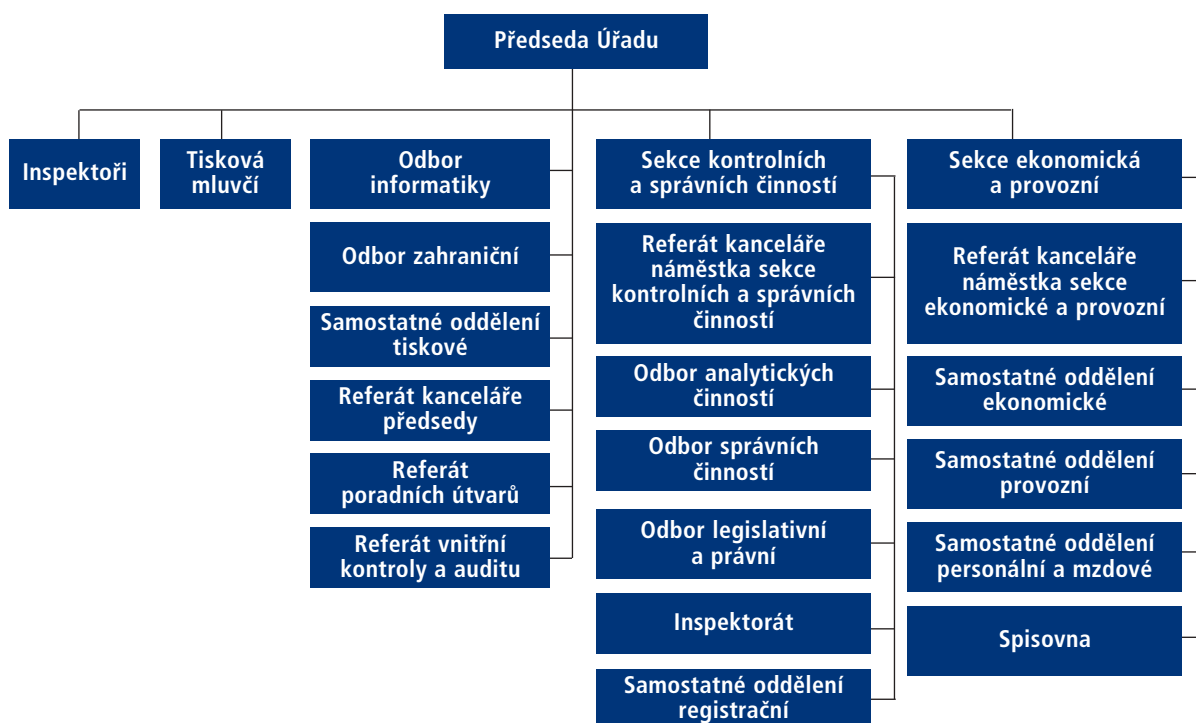 Předseda Úřadu
Inspektoři
Tisková
mluvčí
Odbor
informatiky
Odbor zahraniční
Samostatné oddělení
tiskové
Referát kanceláře
předsedy
Referát
poradních útvarů
Referát vnitřní
kontroly a auditu
Sekce kontrolních
a správních činností
Referát kanceláře
náměstka sekce
kontrolních a správních
činností
Odbor analytických
činností
Odbor správních
činností
Odbor legislativní
a právní
Inspektorát
Samostatné oddělení
registrační
Sekce ekonomická
a provozní
Referát kanceláře
náměstka sekce
ekonomické a provozní
Samostatné oddělení
ekonomické
Samostatné oddělení
provozní
Samostatné oddělení
personální a mzdové
Spisovna